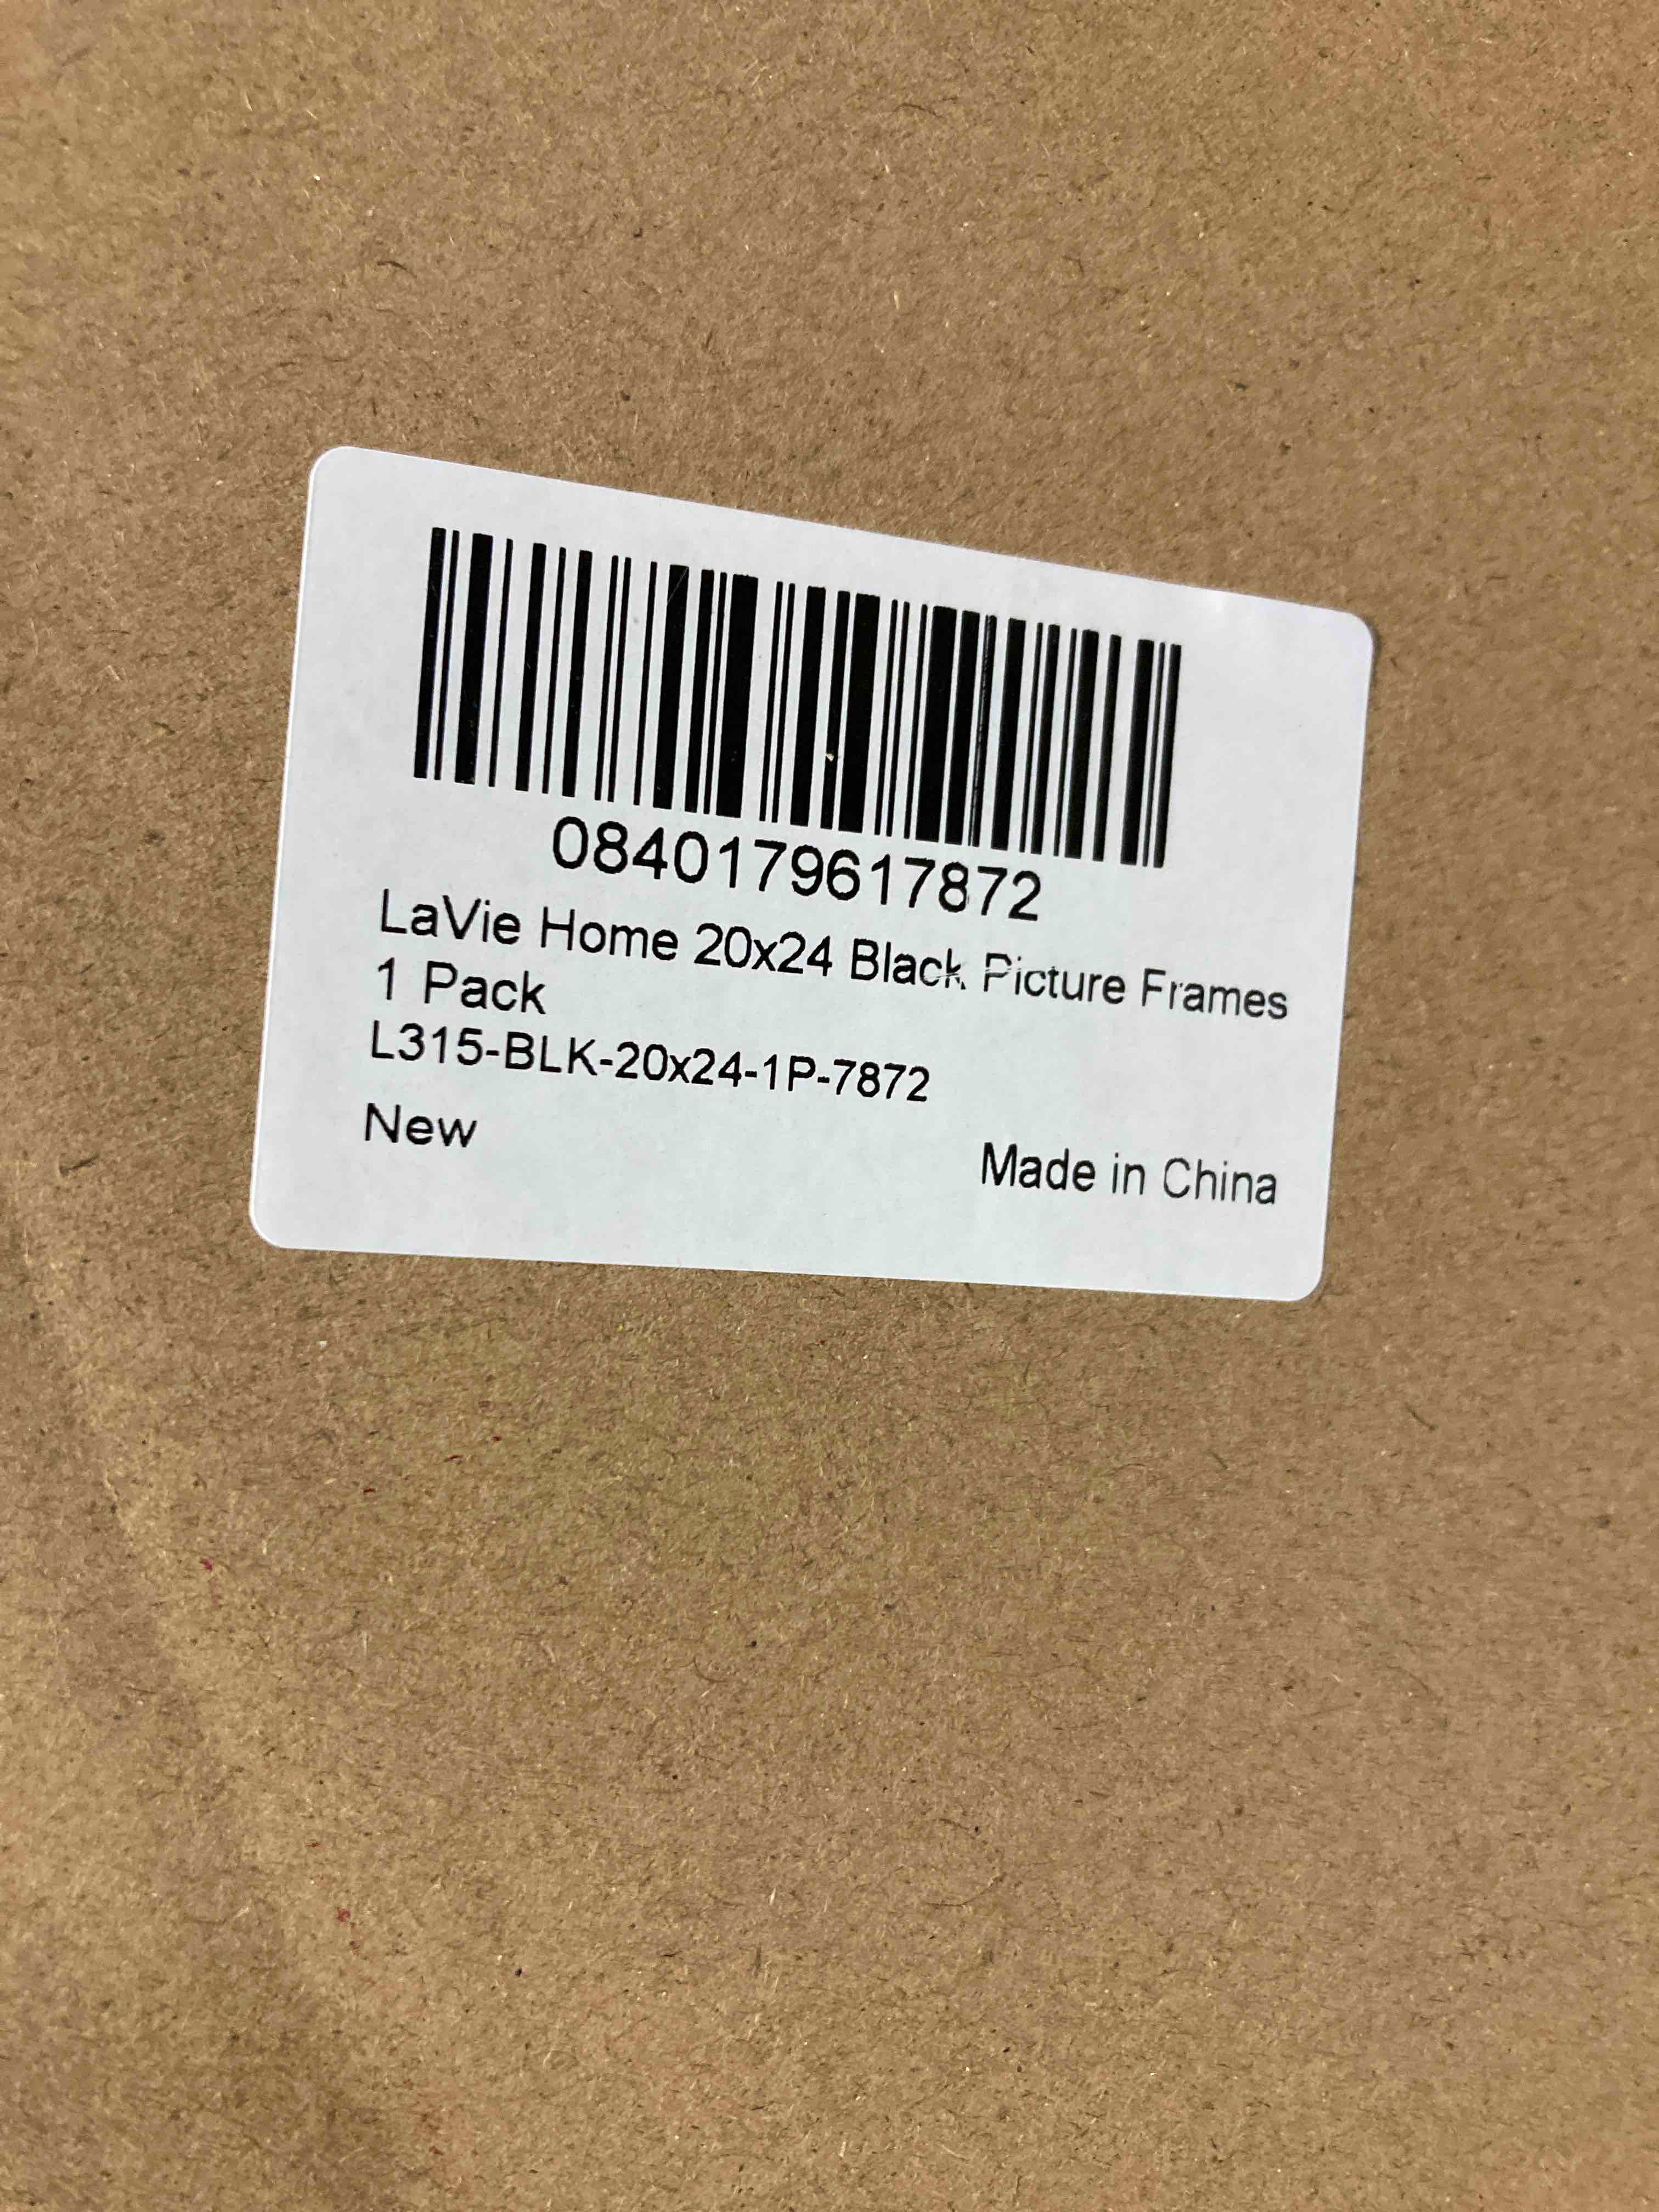 0840179617872
LaVie Home 20x24 Black Picture Frames
1 Pack
L315-BLK-20x24-1P-7872
New
Made in China